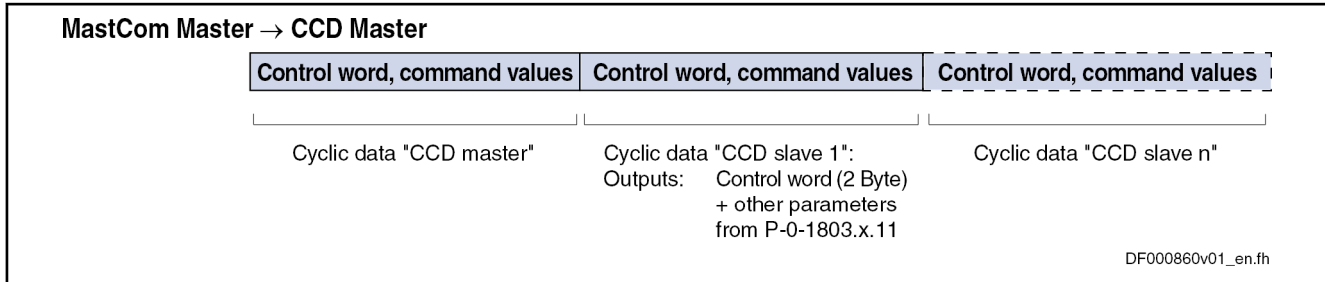 MastCom Master → CCD Master
Control word, command values Control word, command values Control word, command values
Cyclic data "CCD master" Cyclic data "CCD slave 1": Cyclic data "CCD slave n"
Outputs: Control word (2 Byte)
+ other parameters
from P-0-1803.x.11
DF000860v01_en.fh